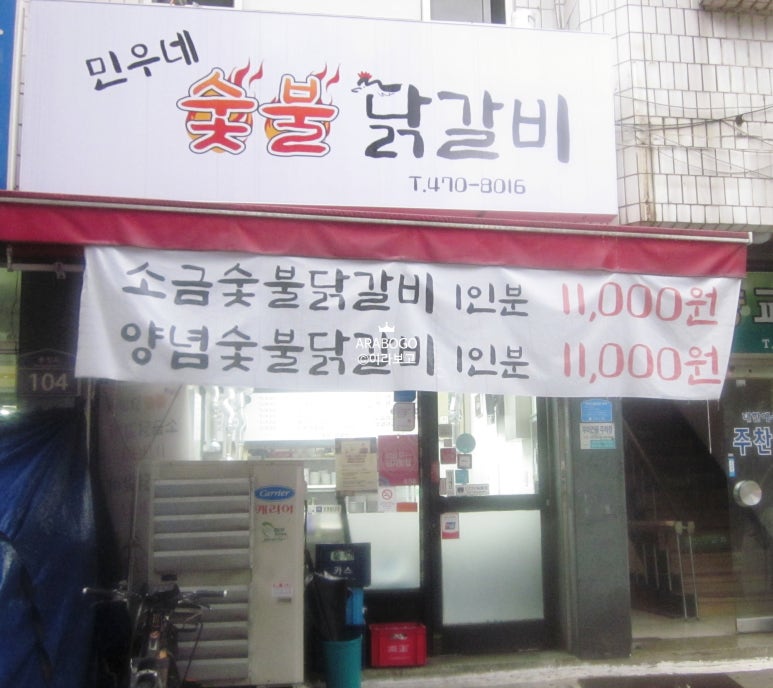 민우네
숯불 닭갈비
T.470-8016
소금숯불닭갈비 1인분 11,000원
양념숯불닭갈비 1인분 11,000원
ARABOGO
©아라보고
104
Carrier
캐리어
카스
주찬
T.